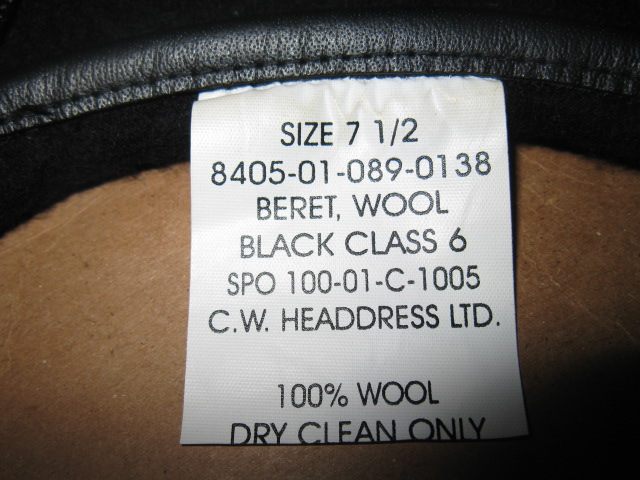 SIZE 7 1/2
8405-01-089-0138
BERET, WOOL
BLACK CLASS 6
SPO 100-01-C-1005
C.W. HEADDRESS LTD.
100% WOOL
DRY CLEAN ONLY